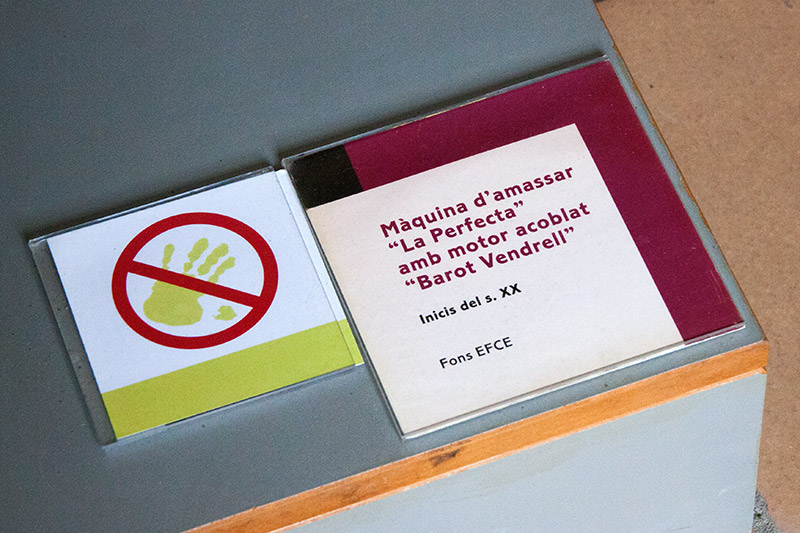 Màquina d'amassar
“La Perfecta”
amb motor acoblat
“Barot Vendrell”
Inicis del s. XX
Fons EFCE